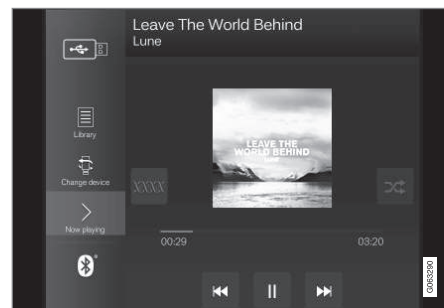 Leave The World Behind
Lune
Library
Change device
Now playing
LEAVE THE
WORLD BEHIND
LUNE
XXXX
00:29
03:20
G063290